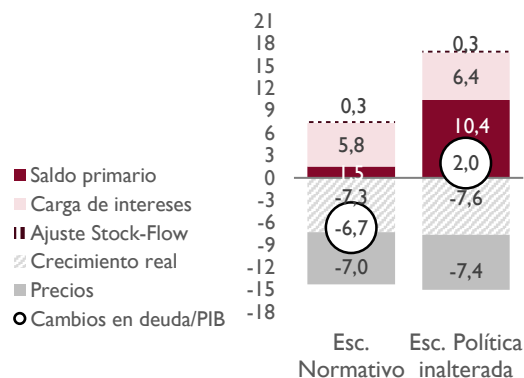 21
18
15
12
9
6
3
0
-3
-6
-9
-12
-15
-18
Saldo primario
Carga de intereses
Ajuste Stock-Flow
Crecimiento real
Precios
Cambios en deuda/PIB
0,3
5,8
1,5
-7,3
-6,7
-7,0
0,3
6,4
10,4
2,0
-7,6
-7,4
Esc.
Normativo
Esc. Política
inalterada